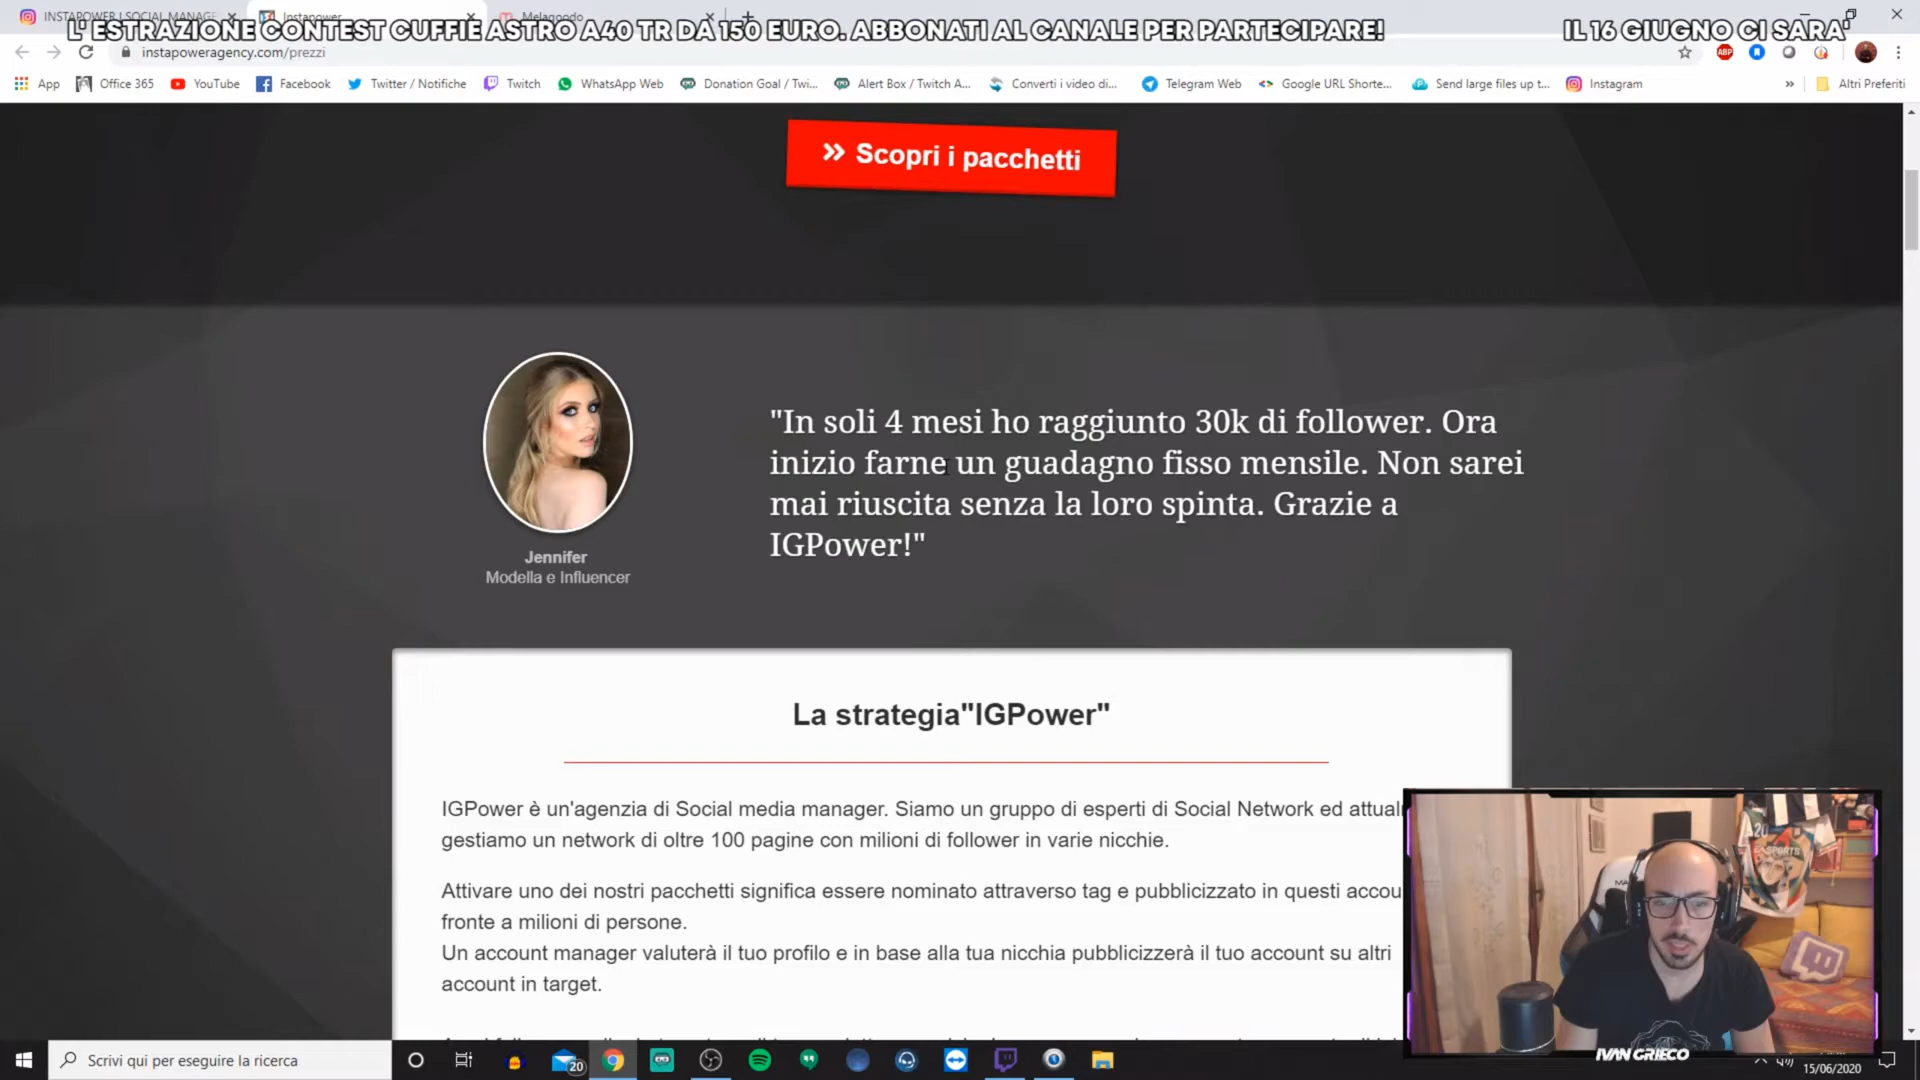 INSTAPOWER | SOCIAL MANAGE
Instapower
Melagodo
L' ESTRAZIONE CONTEST CUFFIE ASTRO A40 TR DA 150 EURO. ABBONATI AL CANALE PER PARTECIPARE!
IL 16 GIUGNO CI SARA'
instapoweragency.com/prezzi
ABP
App
Office 365
YouTube
Facebook
Twitter / Notifiche
Twitch
WhatsApp Web
Donation Goal / Twi...
Alert Box / Twitch A...
Converti i video di...
Telegram Web
Google URL Shorte...
Send large files up t...
Instagram
»
Altri Preferiti
» Scopri i pacchetti
"In soli 4 mesi ho raggiunto 30k di follower. Ora
inizio farne un guadagno fisso mensile. Non sarei
mai riuscita senza la loro spinta. Grazie a
IGPower!"
Jennifer
Modella e Influencer
La strategia"IGPower"
IGPower è un'agenzia di Social media manager. Siamo un gruppo di esperti di Social Network ed attual
gestiamo un network di oltre 100 pagine con milioni di follower in varie nicchie.
Attivare uno dei nostri pacchetti significa essere nominato attraverso tag e pubblicizzato in questi accou
fronte a milioni di persone.
Un account manager valuterà il tuo profilo e in base alla tua nicchia pubblicizzerà il tuo account su altri
account in target.
SPORTS
IVAN GRIECO
Scrivi qui per eseguire la ricerca
20
15/06/2020